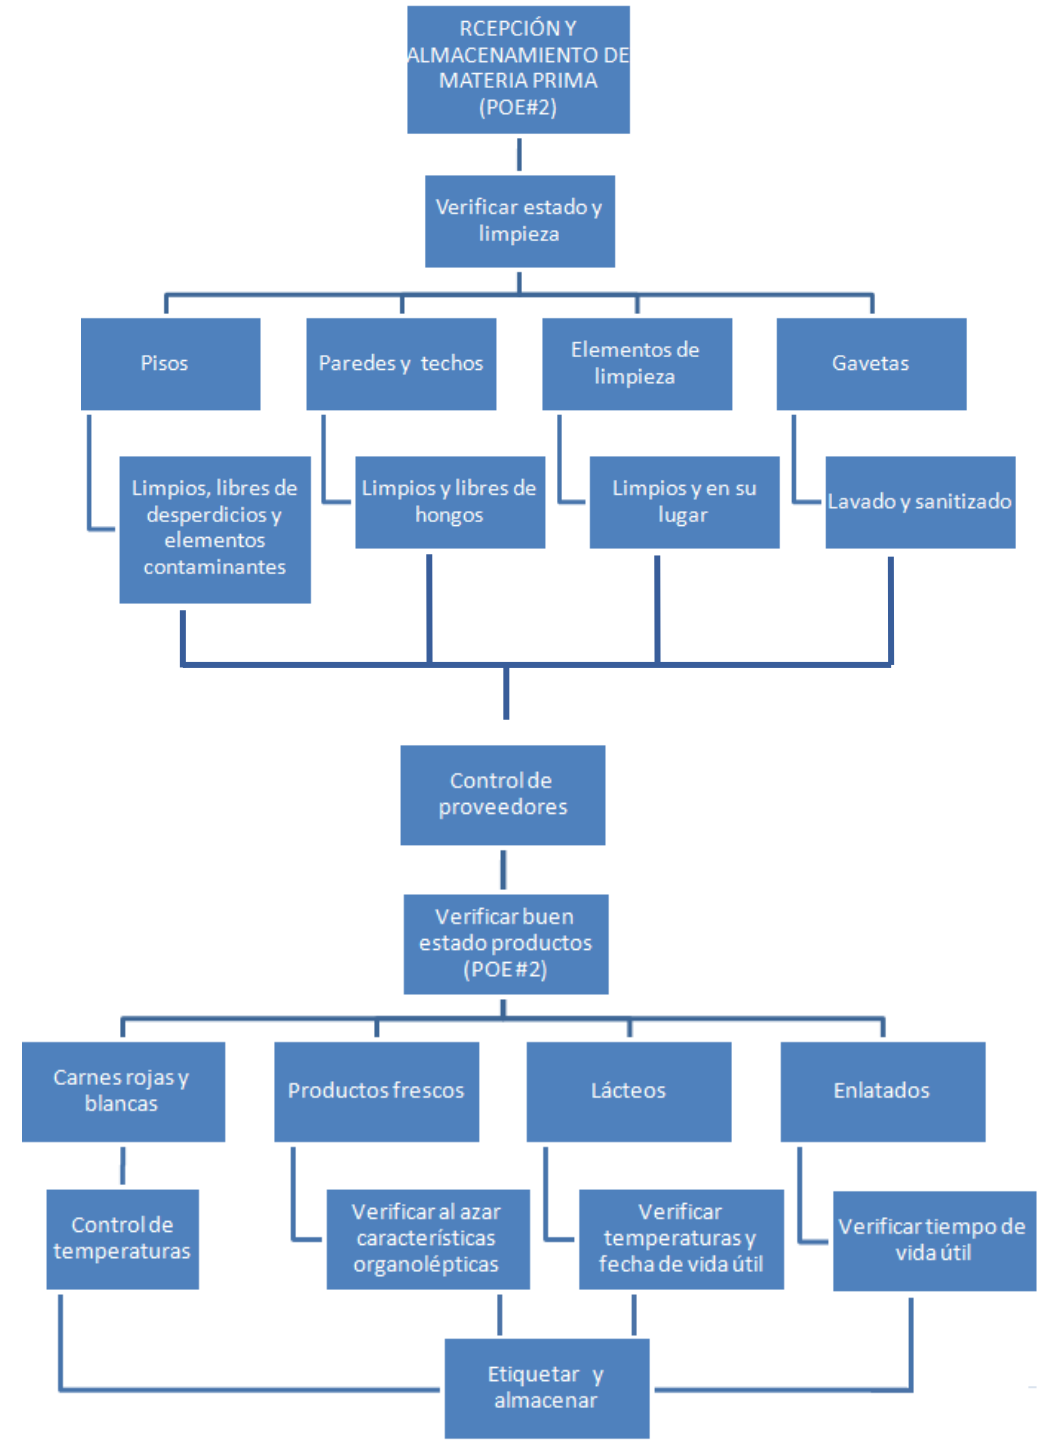 RCEPCIÓN Y
ALMACENAMIENTO DE
MATERIA PRIMA
(POE#2)
Verificar estado y
limpieza
Pisos
Paredes y techos
Elementos de
limpieza
Gavetas
Limpios, libres de
desperdicios y
elementos
contaminantes
Limpios y libres de
hongos
Limpios y en su
lugar
Lavado y sanitizado
Control de
proveedores
Verificar buen
estado productos
(POE #2)
Carnes rojas y
blancas
Productos frescos
Lácteos
Enlatados
Control de
temperaturas
Verificar al azar
características
organolépticas
Verificar
temperaturas y
fecha de vida útil
Verificar tiempo de
vida útil
Etiquetar y
almacenar